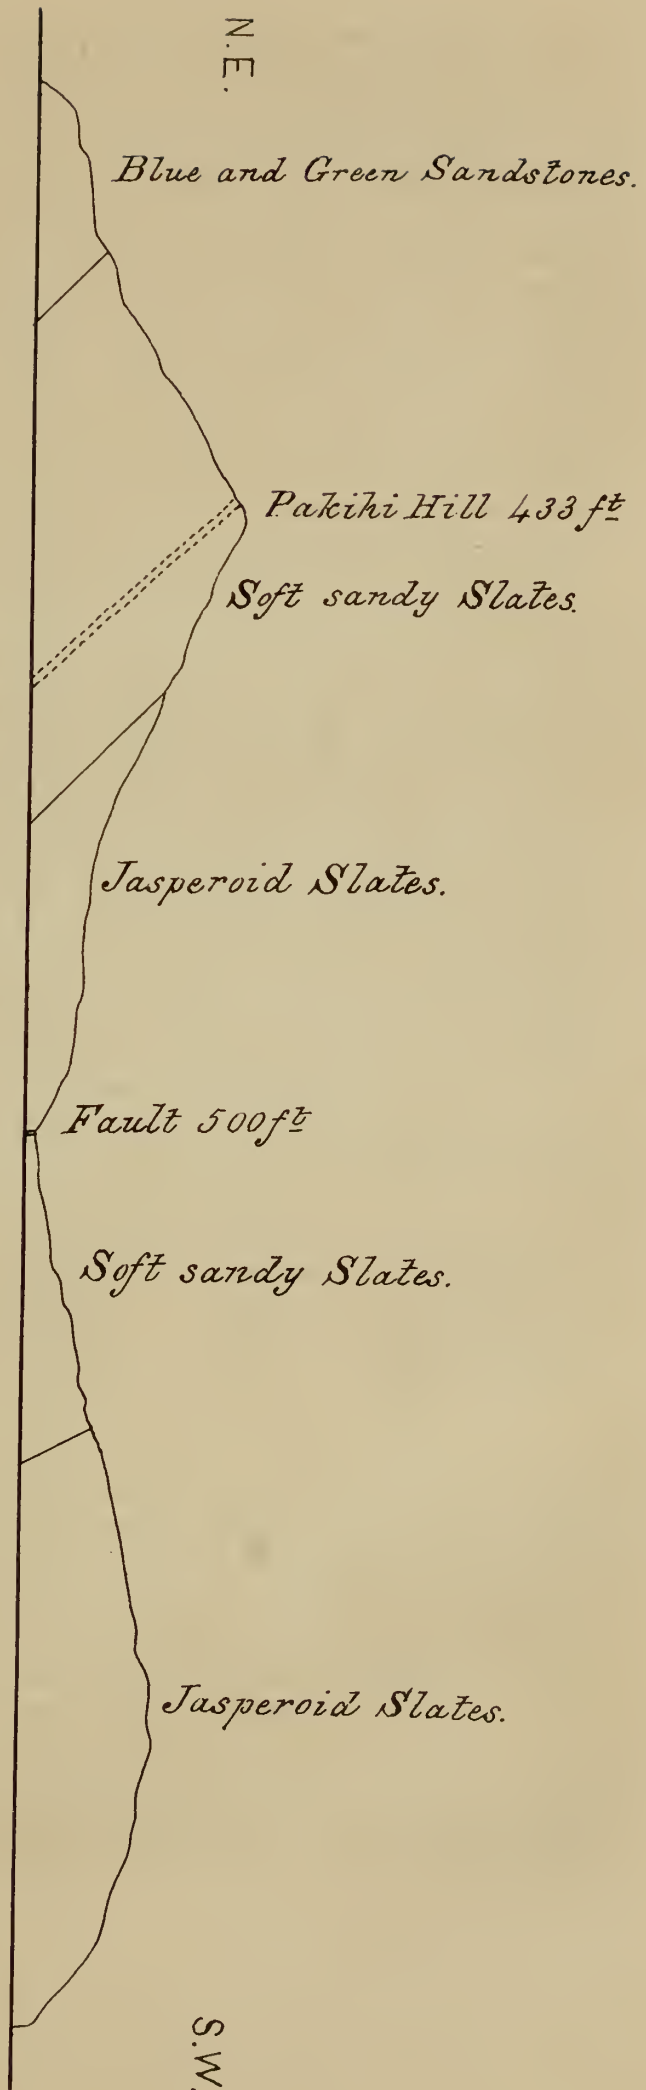 N.E.
Blue and Green Sandstones.
Pakihi Hill 433 ft
Soft sandy Slates.
Jasperoid Slates.
Fault 500 ft
Soft sandy Slates.
Jasperoid Slates.
S.W.